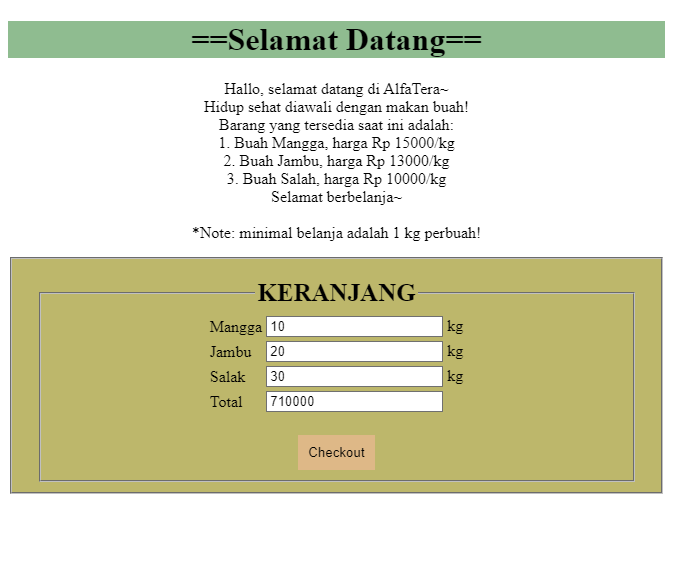 ==Selamat Datang==
Hallo, selamat datang di AlfaTera~
Hidup sehat diawali dengan makan buah!
Barang yang tersedia saat ini adalah:
1. Buah Mangga, harga Rp 15000/kg
2. Buah Jambu, harga Rp 13000/kg
3. Buah Salah, harga Rp 10000/kg
Selamat berbelanja~
*Note: minimal belanja adalah 1 kg perbuah!
KERANJANG
Mangga 10 kg
Jambu 20 kg
Salak 30 kg
Total 710000
Checkout